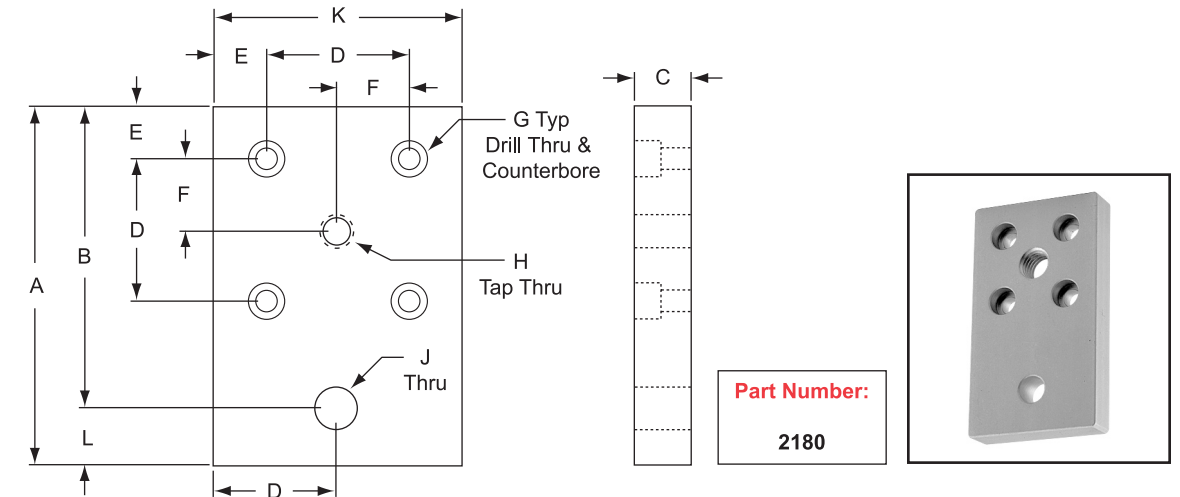 K
E
D
F
C
E
G Typ
Drill Thru &
Counterbore
F
D
B
A
H
Tap Thru
J
Thru
L
D
Part Number:
2180